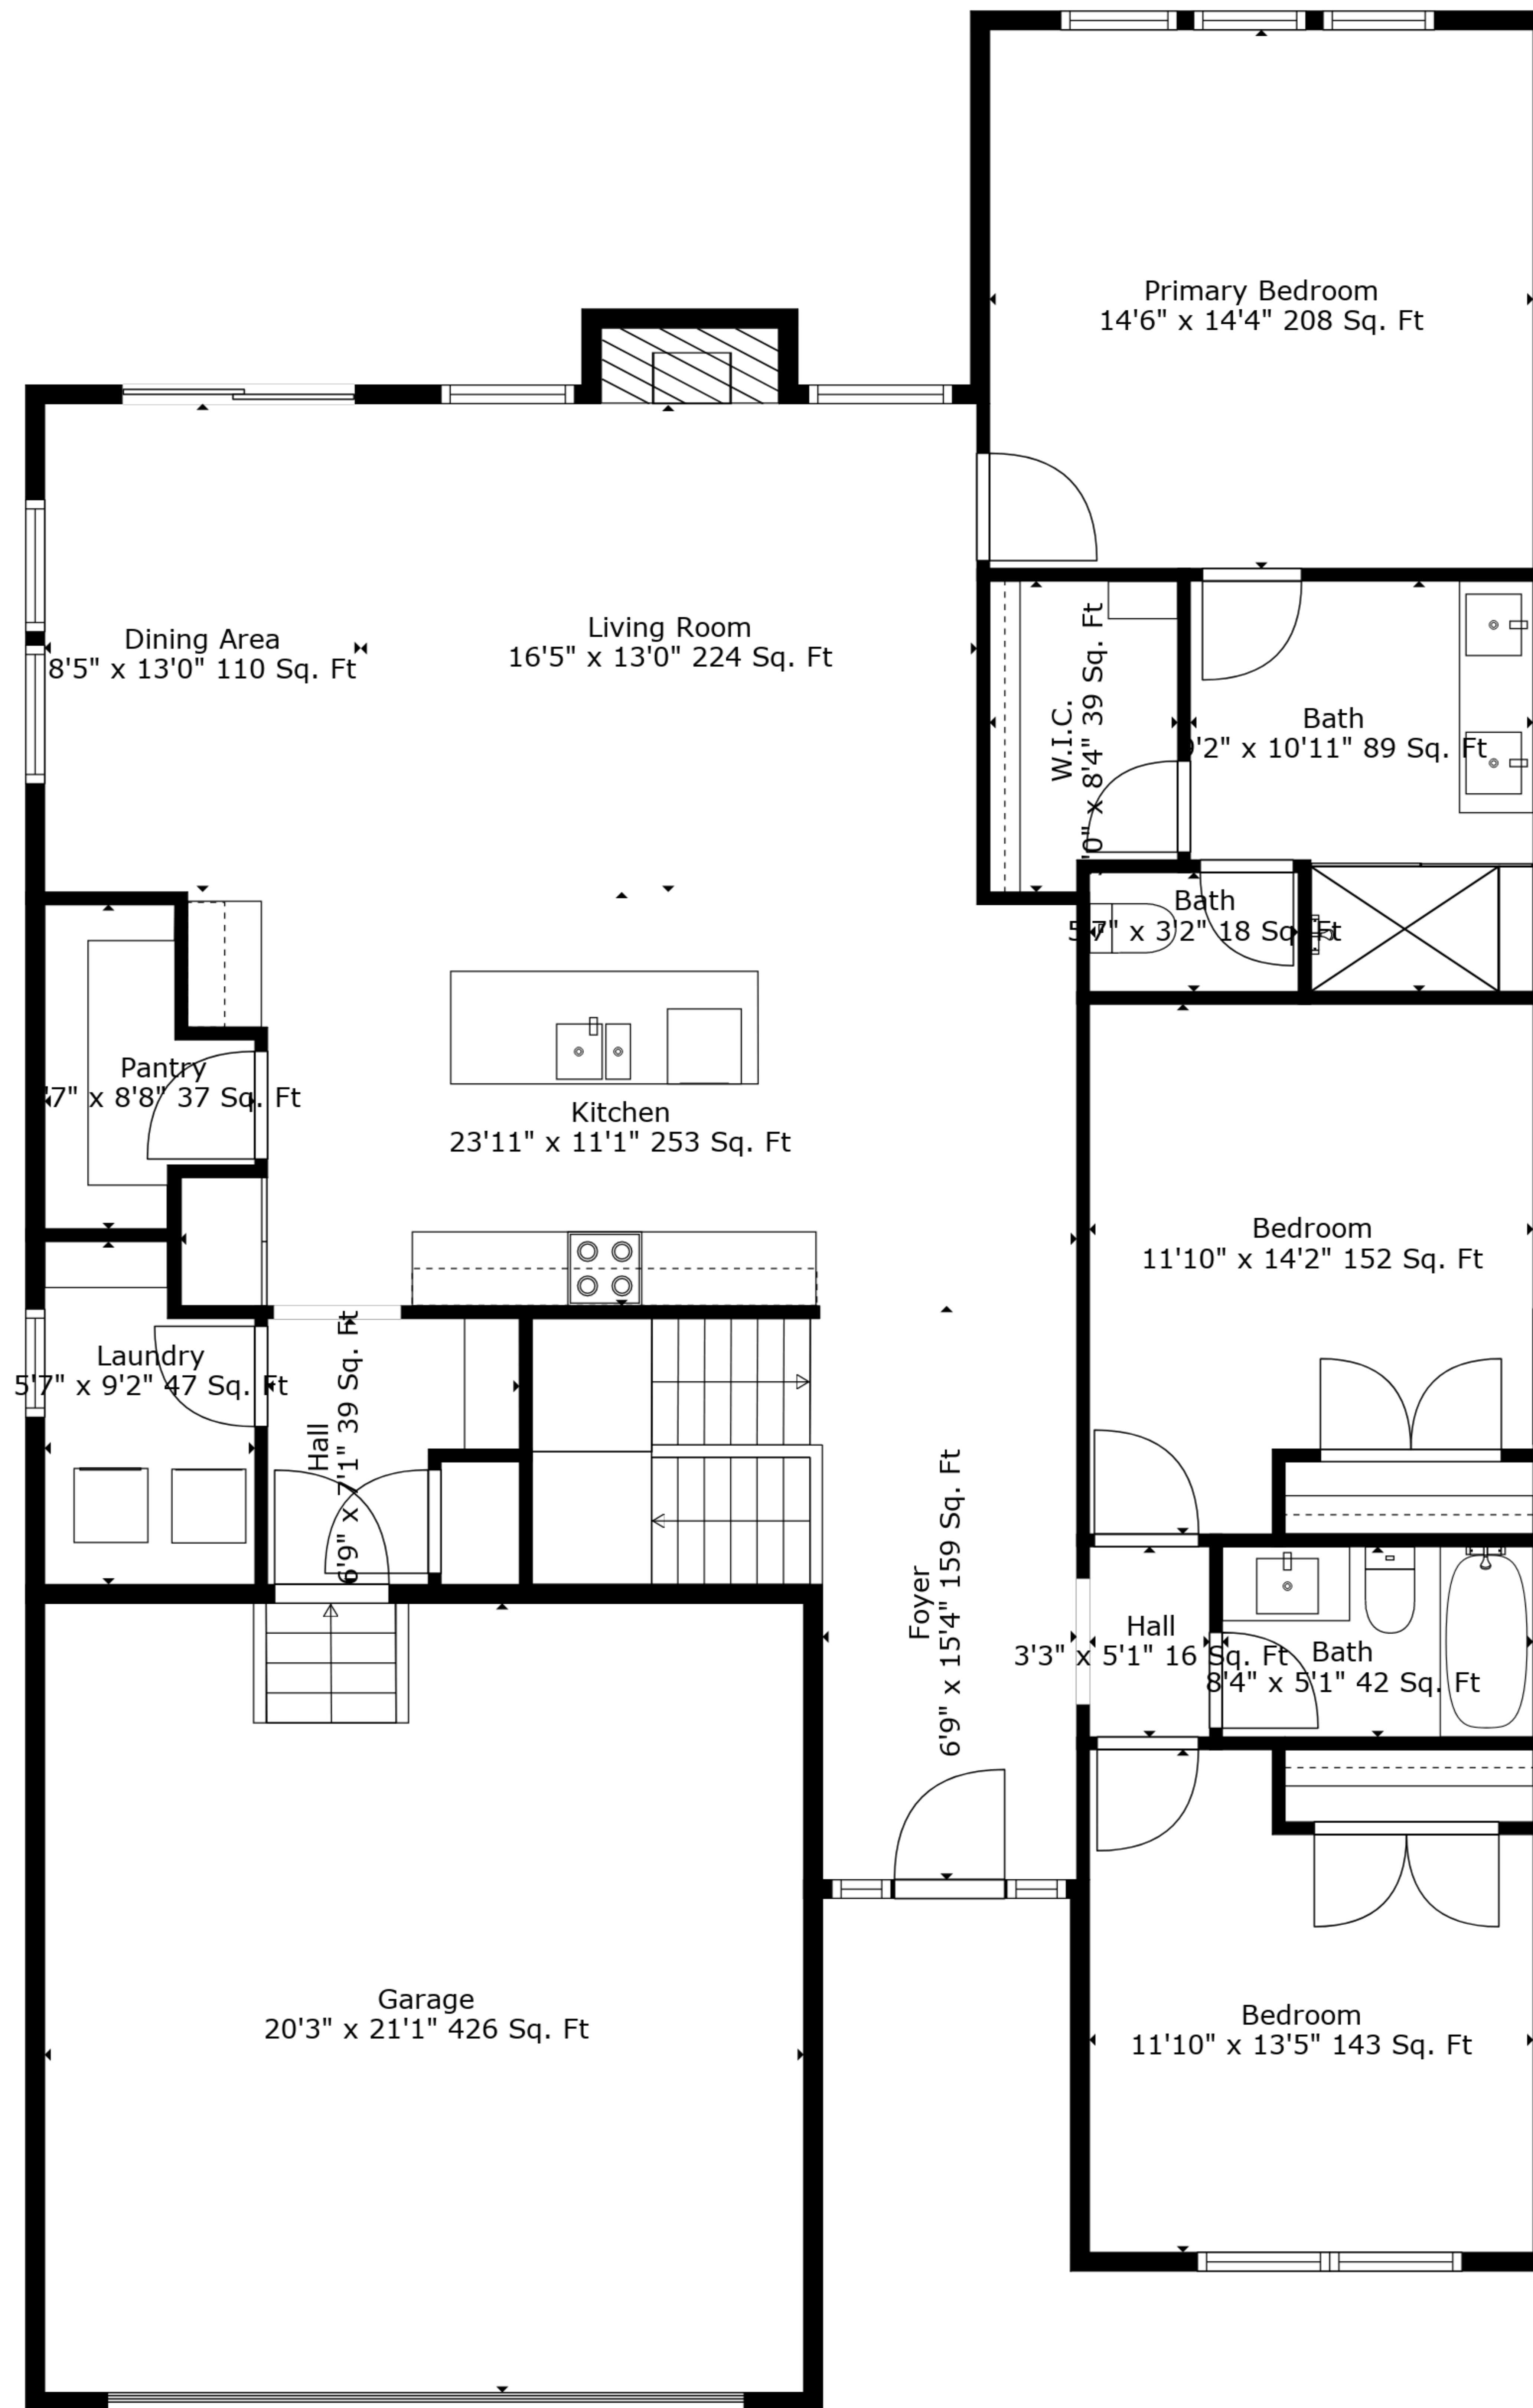 Primary Bedroom
14'6" x 14'4" 208 Sq. Ft
Living Room
16'5" x 13'0" 224 Sq. Ft
Dining Area
8'5" x 13'0" 110 Sq. Ft
W.I.C.
'0" x 8'4" 39 Sq. Ft
Bath
'2" x 10'11" 89 Sq. Ft
Bath
5'7" x 3'2" 18 Sq. Ft
Pantry
'7" x 8'8" 37 Sq. Ft
Kitchen
23'11" x 11'1" 253 Sq. Ft
Bedroom
11'10" x 14'2" 152 Sq. Ft
Laundry
5'7" x 9'2" 47 Sq. Ft
Hall
6'9" x 7'1" 39 Sq. Ft
Foyer
6'9" x 15'4" 159 Sq. Ft
Hall
3'3" x 5'1" 16 Sq. Ft
Bath
8'4" x 5'1" 42 Sq. Ft
Garage
20'3" x 21'1" 426 Sq. Ft
Bedroom
11'10" x 13'5" 143 Sq. Ft